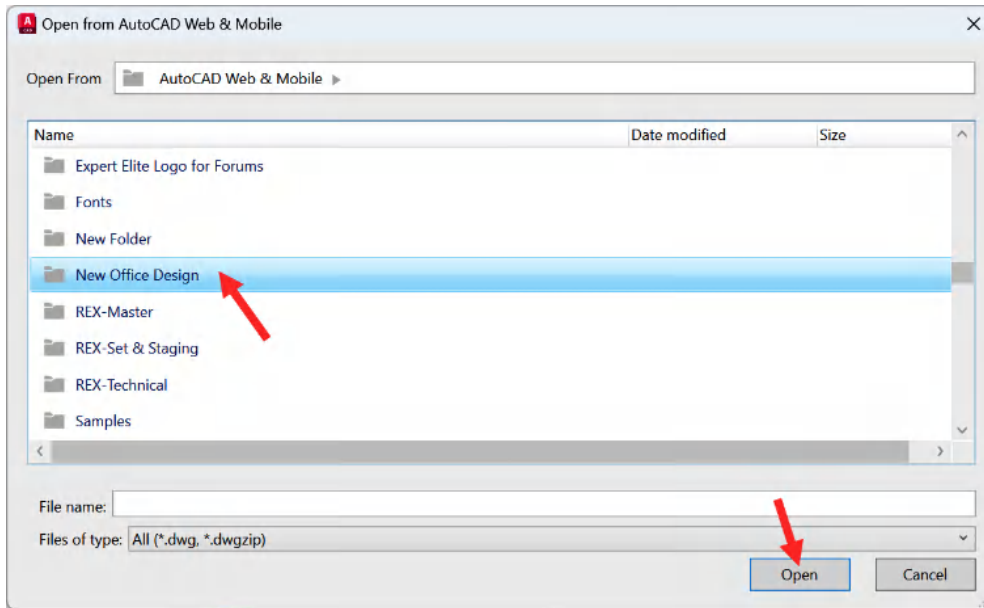 Open from AutoCAD Web & Mobile
Open From AutoCAD Web & Mobile
Name Date modified Size
Expert Elite Logo for Forums
Fonts
New Folder
New Office Design
REX-Master
REX-Set & Staging
REX-Technical
Samples
File name:
Files of type: All (*.dwg, *.dwgzip)
Open Cancel